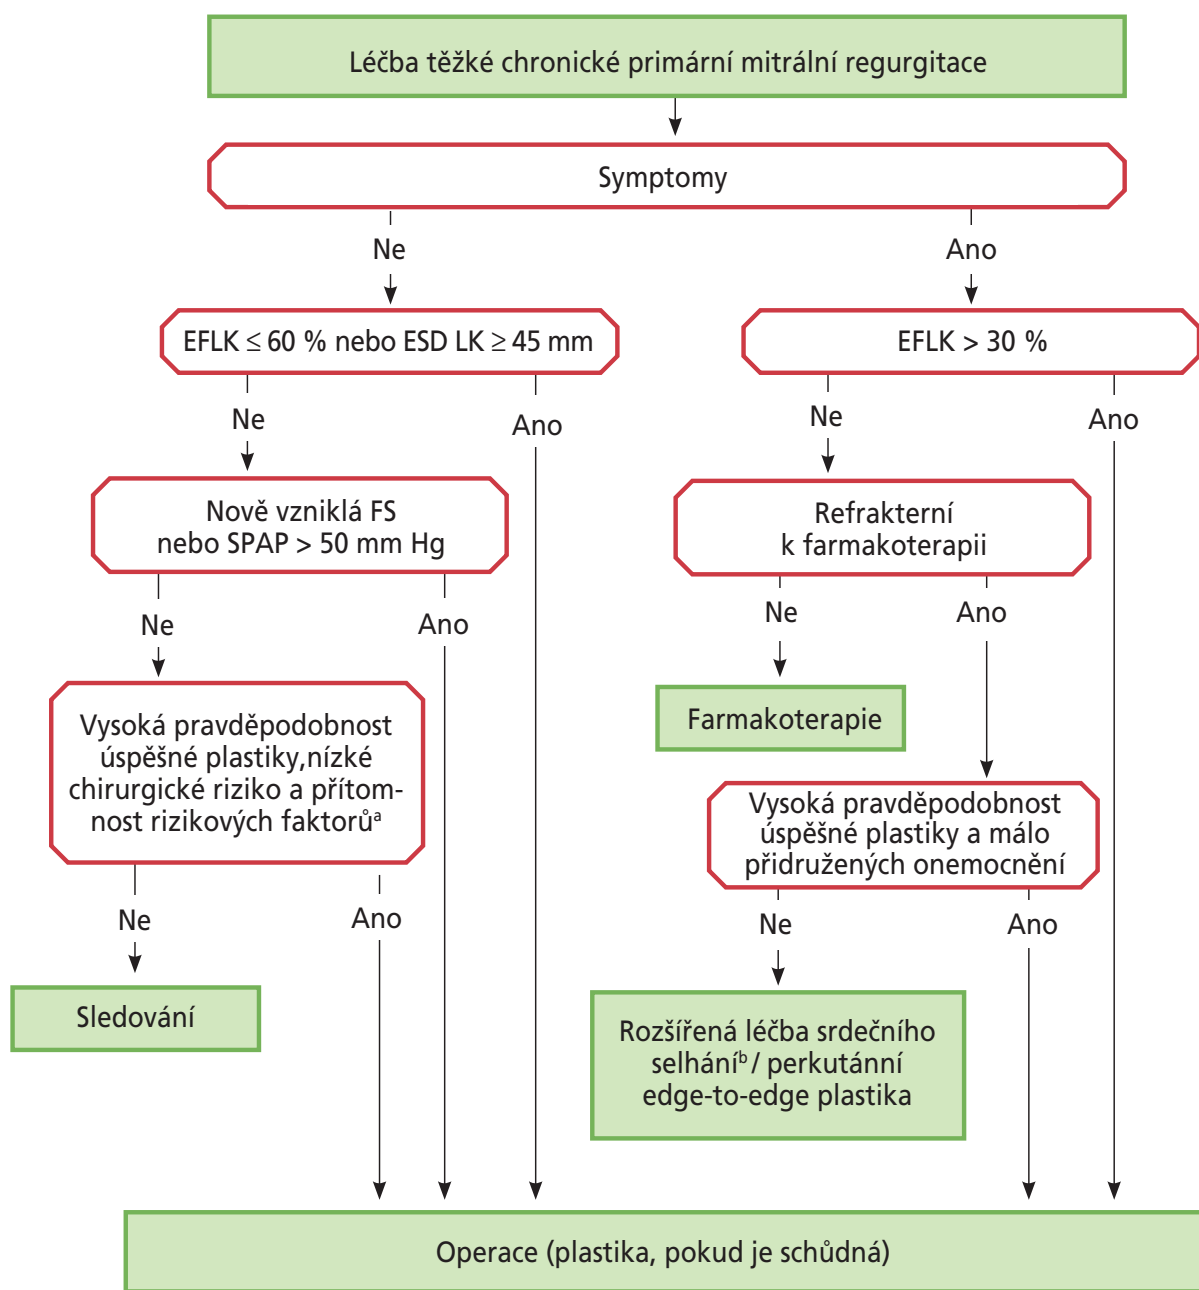 Léčba těžké chronické primární mitrální regurgitace
Symptomy
Ne
Ano
EFLK ≤ 60 % nebo ESD LK ≥ 45 mm
EFLK > 30 %
Ne
Ano
Ne
Ano
Nově vzniklá FS
nebo SPAP > 50 mm Hg
Refrakterní
k farmakoterapii
Ne
Ano
Ne
Ano
Vysoká pravděpodobnost
úspěšné plastiky,nízké
chirurgické riziko a přítom-
nost rizikových faktorůᵃ
Farmakoterapie
Vysoká pravděpodobnost
úspěšné plastiky a málo
přidružených onemocnění
Ne
Ano
Ne
Ano
Sledování
Rozšířená léčba srdečního
selháníᵇ / perkutánní
edge-to-edge plastika
Operace (plastika, pokud je schůdná)